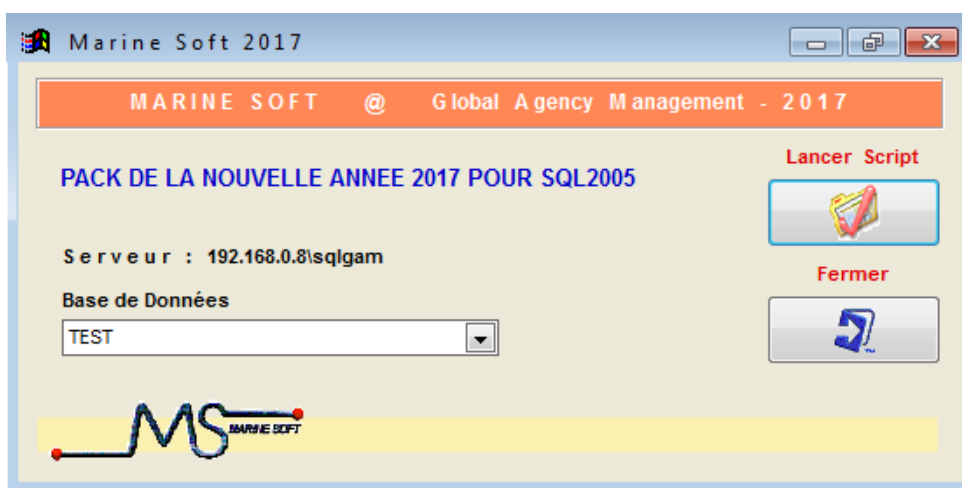 Marine Soft 2017
MARINE SOFT @ Global Agency Management - 2017
Lancer Script
PACK DE LA NOUVELLE ANNEE 2017 POUR SQL2005
Serveur : 192.168.0.8\sqlgam
Fermer
Base de Données
TEST
MS
MARINE SOFT